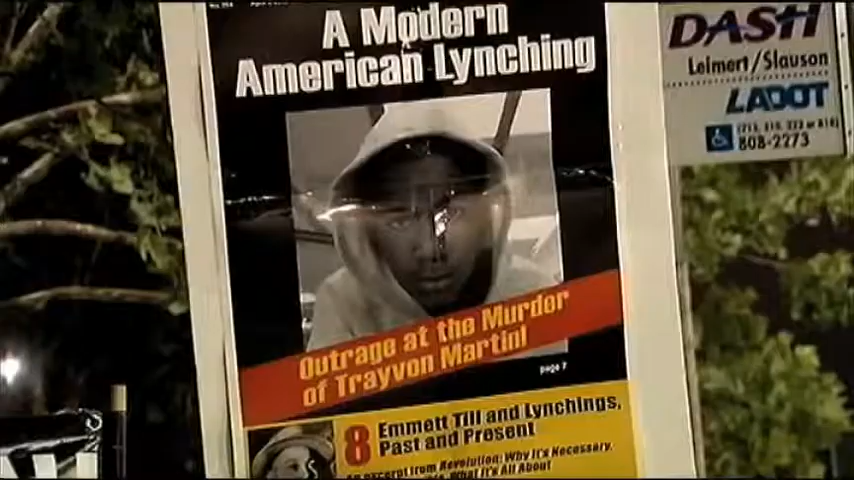 A Modern
American Lynching
Outrage at the Murder
of Trayvon Martin!
page 7
8
Emmett Till and Lynchings,
Past and Present
excerpt from Revolution: Why It's Necessary.
What It's All About
DASH
Leimert/Slauson
LADOT
808-2273